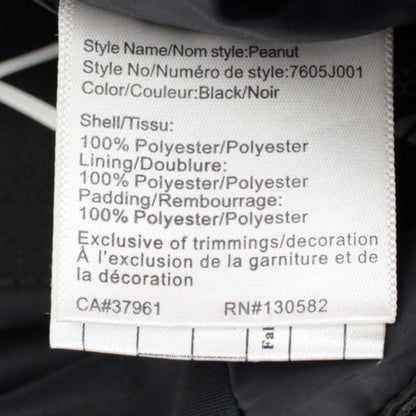 Style Name/Nom style:Peanut
Style No/Numéro de style:7605J001
Color/Couleur:Black/Noir
Shell/Tissu:
100% Polyester/Polyester
Lining/Doublure:
100% Polyester/Polyester
Padding/Rembourrage:
100% Polyester/Polyester
Exclusive of trimmings/decoration
À l'exclusion de la garniture et de
la décoration
CA#37961 RN#130582
Fal